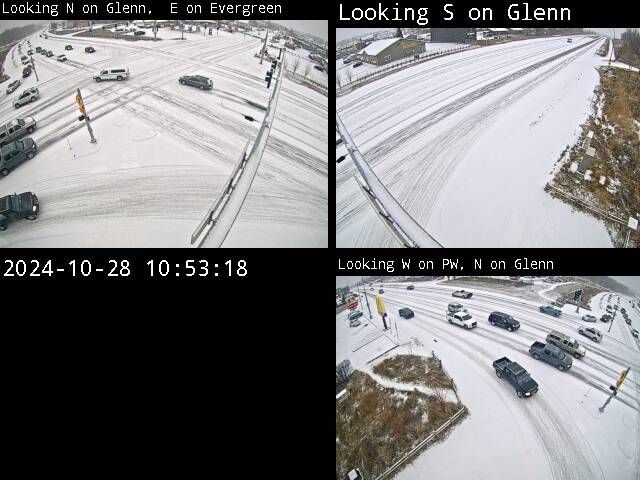 Looking N on Glenn,  E on Evergreen
Looking S on Glenn
2024-10-28 10:53:18
Looking W on PW, N on Glenn